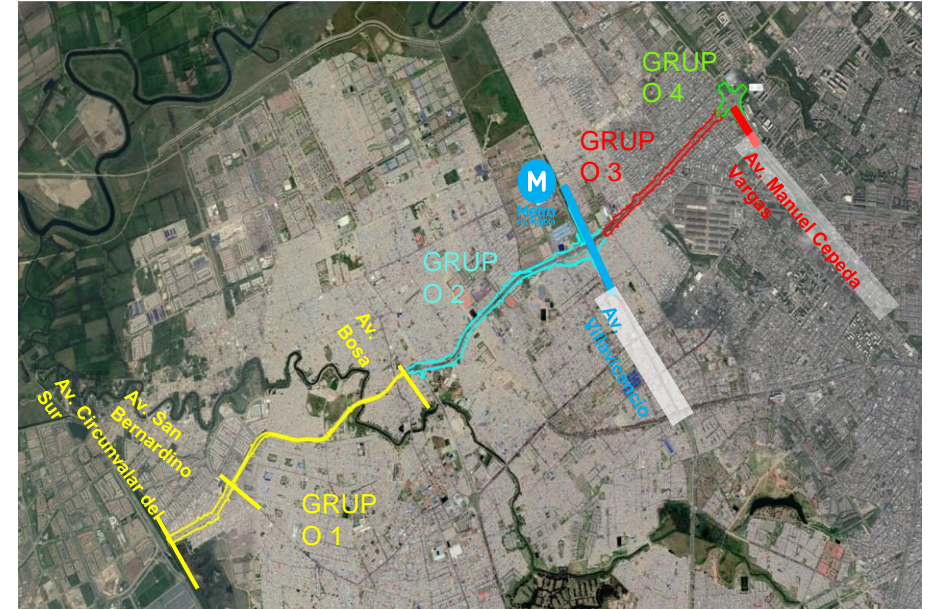 GRUP
O 4
GRUP
O 3
Av. Manuel Cepeda
Vargas
M
Metro
GRUP
O 2
Av.
Villavicencio
Av.
Bosa
Av. San
Bernardino
Av. Circunvalar del
Sur
GRUP
O 1